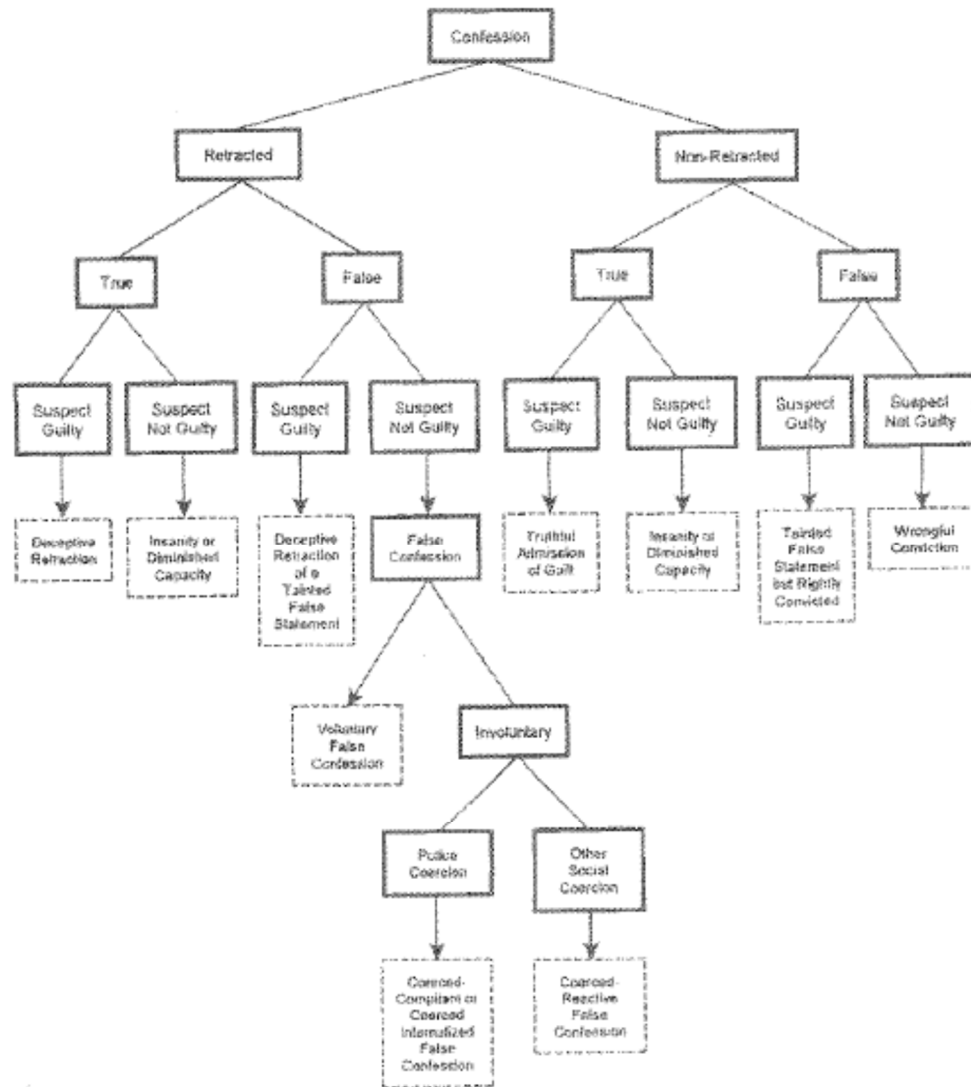 Confession
Retracted
Non-Retracted
True
False
True
False
Suspect
Guilty
Suspect
Not Guilty
Suspect
Guilty
Suspect
Not Guilty
Suspect
Guilty
Suspect
Not Guilty
Suspect
Guilty
Suspect
Not Guilty
Deceptive
Retraction
Insanity or
Diminished
Capacity
Deceptive
Retraction
of a
Tainted
False
Statement
False
Confession
Truthful
Admission
of Guilt
Insanity or
Diminished
Capacity
Tainted
False
Statement
but Rightly
Convicted
Wrongful
Conviction
Voluntary
False
Confession
Involuntary
Police
Coercion
Other
Social
Coercion
Coerced-
Compliant or
Coerced
Internalized
False
Confession
Coerced-
Reactive
False
Confession